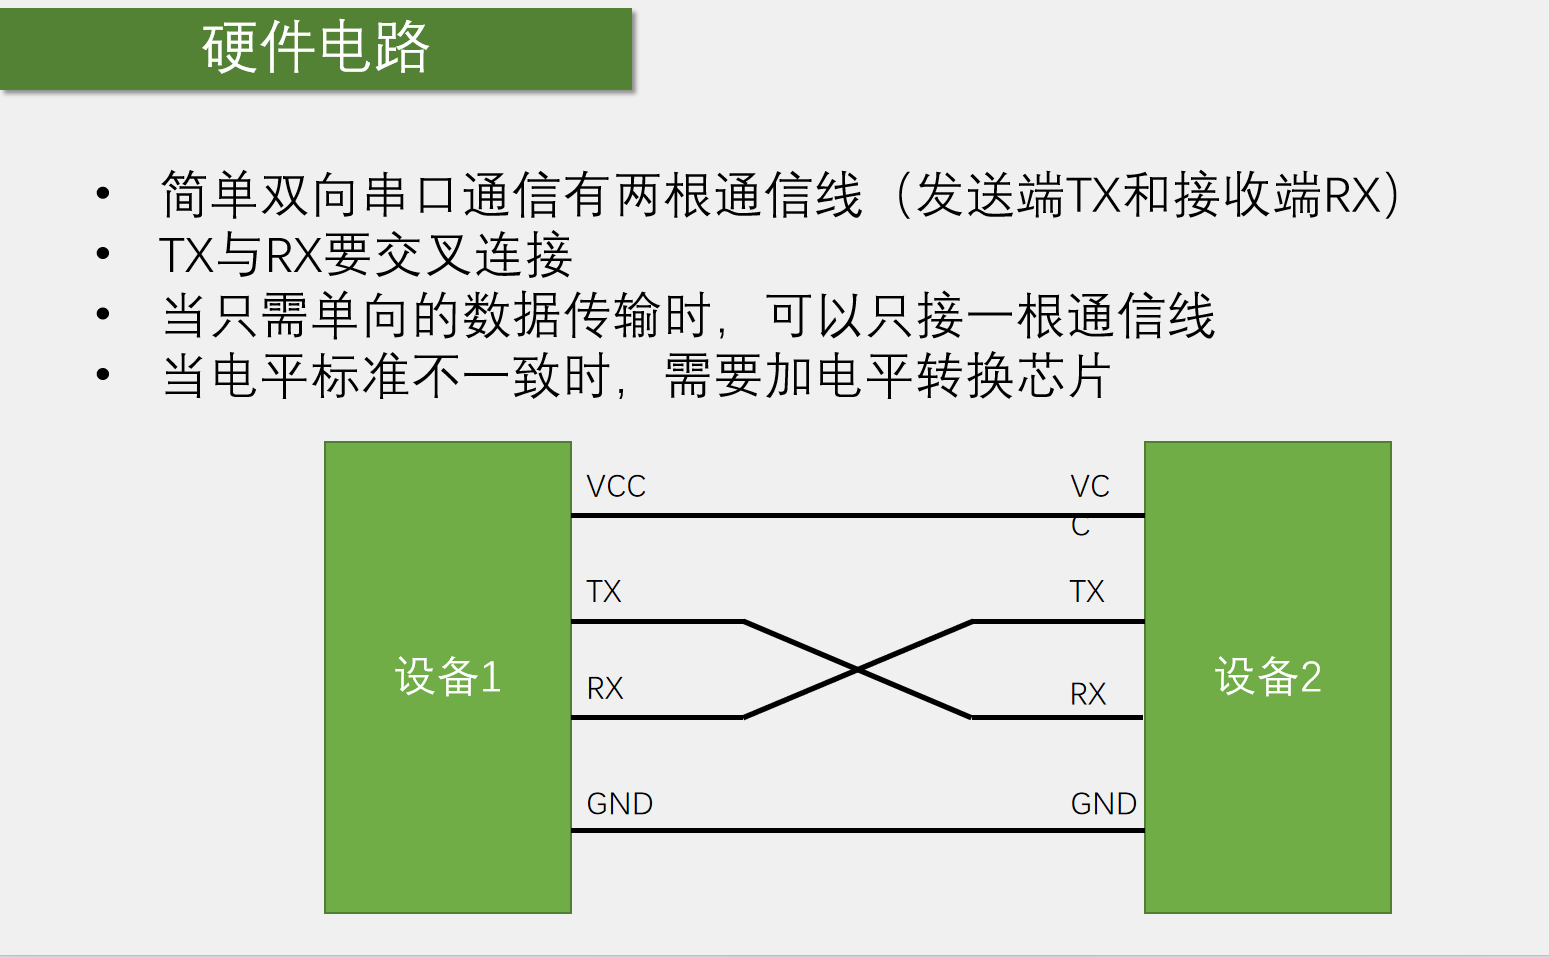 硬件电路
• 简单双向串口通信有两根通信线（发送端TX和接收端RX）
• TX与RX要交叉连接
• 当只需单向的数据传输时，可以只接一根通信线
• 当电平标准不一致时，需要加电平转换芯片
VCC
VC
C
TX
TX
设备1
设备2
RX
RX
GND
GND